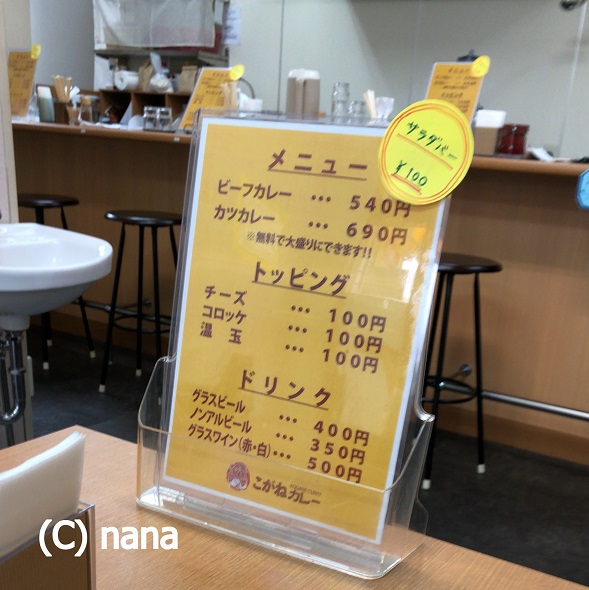 サラダバー
¥100
メニュー
ビーフカレー … 540円
カツカレー … 690円
※無料で大盛りにできます!!
トッピング
チーズ … 100円
コロッケ … 100円
温玉 … 100円
ドリンク
グラスビール … 400円
ノンアルビール … 350円
グラスワイン(赤・白)… 500円
こがねカレー
(C) nana